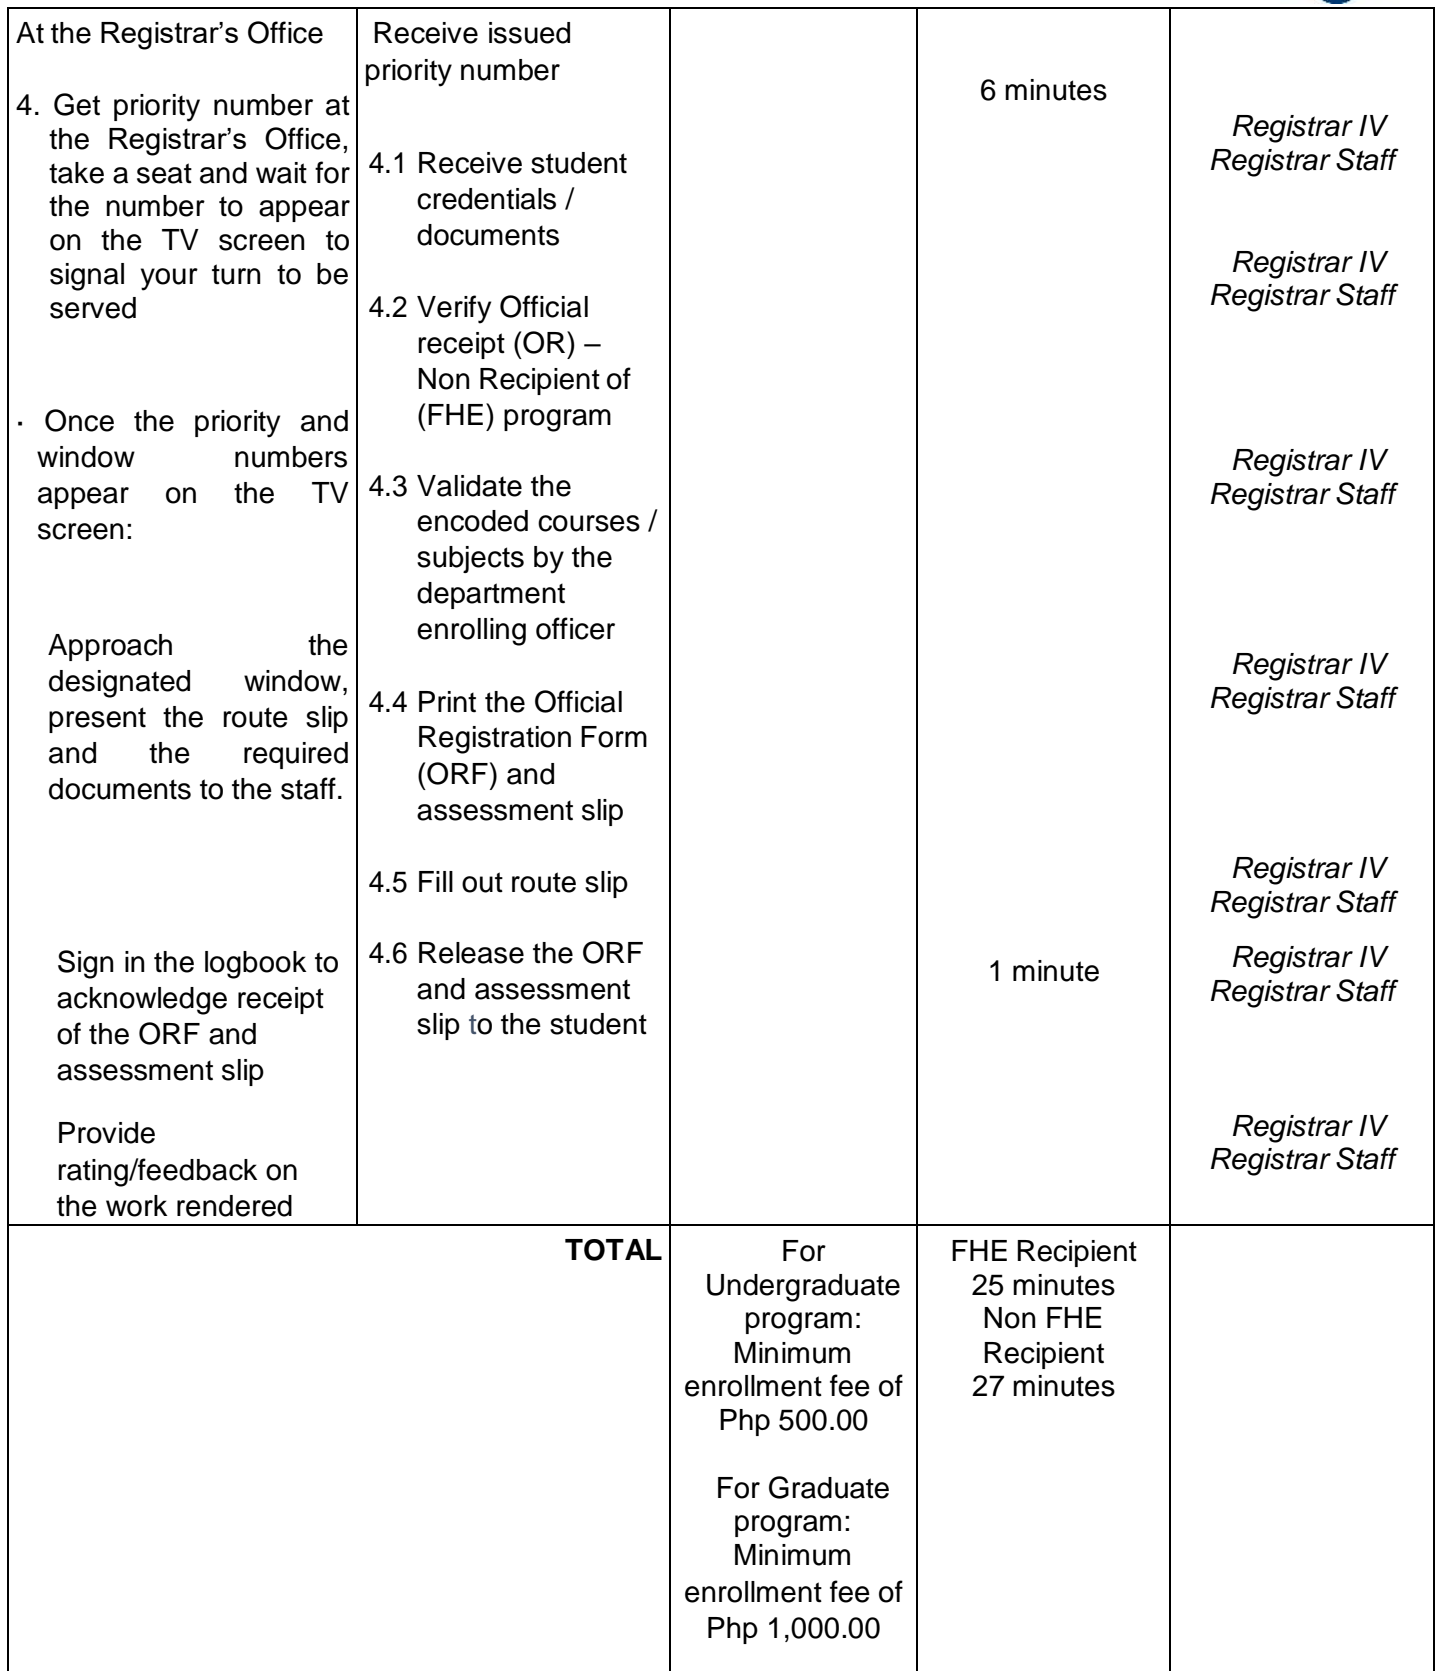 At the Registrar’s Office
4. Get priority number at
the Registrar’s Office,
take a seat and wait for
the number to appear
on the TV screen to
signal your turn to be
served
· Once the priority and
window numbers
appear on the TV
screen:
Approach the
designated window,
present the route slip
and the required
documents to the staff.
Sign in the logbook to
acknowledge receipt
of the ORF and
assessment slip
Provide
rating/feedback on
the work rendered
Receive issued
priority number
4.1 Receive student
credentials /
documents
4.2 Verify Official
receipt (OR) –
Non Recipient of
(FHE) program
4.3 Validate the
encoded courses /
subjects by the
department
enrolling officer
4.4 Print the Official
Registration Form
(ORF) and
assessment slip
4.5 Fill out route slip
4.6 Release the ORF
and assessment
slip to the student
6 minutes
1 minute
Registrar IV
Registrar Staff
Registrar IV
Registrar Staff
Registrar IV
Registrar Staff
Registrar IV
Registrar Staff
Registrar IV
Registrar Staff
Registrar IV
Registrar Staff
Registrar IV
Registrar Staff
TOTAL
For
Undergraduate
program:
Minimum
enrollment fee of
Php 500.00
For Graduate
program:
Minimum
enrollment fee of
Php 1,000.00
FHE Recipient
25 minutes
Non FHE
Recipient
27 minutes